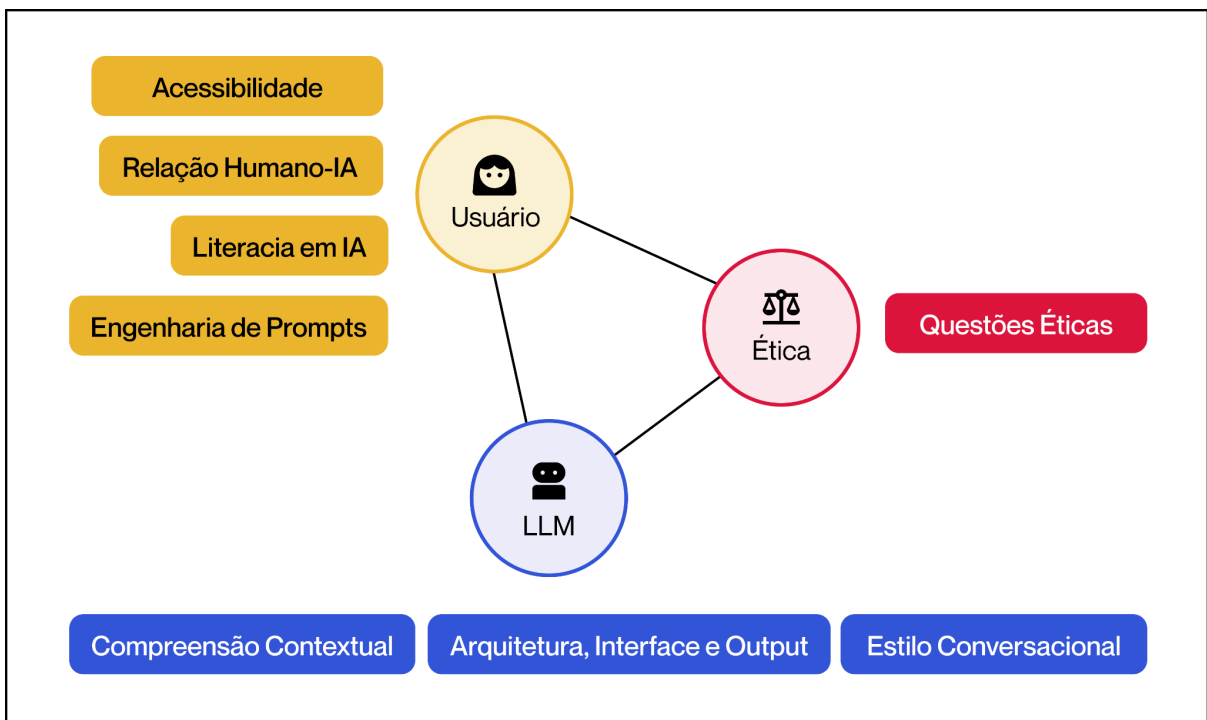 Acessibilidade
Relação Humano-IA
Literacia em IA
Engenharia de Prompts
Usuário
Ética
Questões Éticas
LLM
Compreensão Contextual
Arquitetura, Interface e Output
Estilo Conversacional